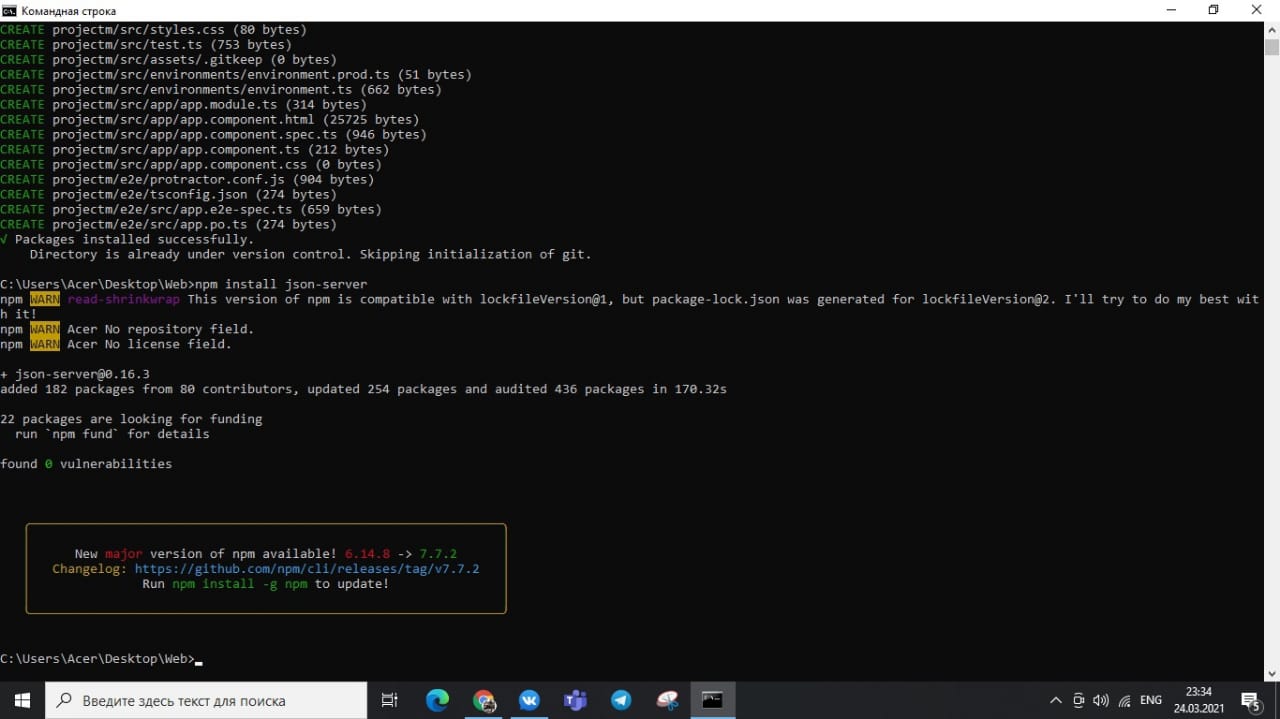 Командная строка
CREATE projectm/src/styles.css (80 bytes)
CREATE projectm/src/test.ts (753 bytes)
CREATE projectm/src/assets/.gitkeep (0 bytes)
CREATE projectm/src/environments/environment.prod.ts (51 bytes)
CREATE projectm/src/environments/environment.ts (662 bytes)
CREATE projectm/src/app/app.module.ts (314 bytes)
CREATE projectm/src/app/app.component.html (25725 bytes)
CREATE projectm/src/app/app.component.spec.ts (946 bytes)
CREATE projectm/src/app/app.component.ts (212 bytes)
CREATE projectm/src/app/app.component.css (0 bytes)
CREATE projectm/e2e/protractor.conf.js (904 bytes)
CREATE projectm/e2e/tsconfig.json (274 bytes)
CREATE projectm/e2e/src/app.e2e-spec.ts (659 bytes)
CREATE projectm/e2e/src/app.po.ts (274 bytes)
√ Packages installed successfully.
Directory is already under version control. Skipping initialization of git.
C:\Users\Acer\Desktop\Web>npm install json-server
npm WARN read-shrinkwrap This version of npm is compatible with lockfileVersion@1, but package-lock.json was generated for lockfileVersion@2. I'll try to do my best wit
h it!
npm WARN Acer No repository field.
npm WARN Acer No license field.
+ json-server@0.16.3
added 182 packages from 80 contributors, updated 254 packages and audited 436 packages in 170.32s
22 packages are looking for funding
run `npm fund` for details
found 0 vulnerabilities
New major version of npm available! 6.14.8 -> 7.7.2
Changelog: https://github.com/npm/cli/releases/tag/v7.7.2
Run npm install -g npm to update!
C:\Users\Acer\Desktop\Web>
Введите здесь текст для поиска
ENG
23:34
24.03.2021
5